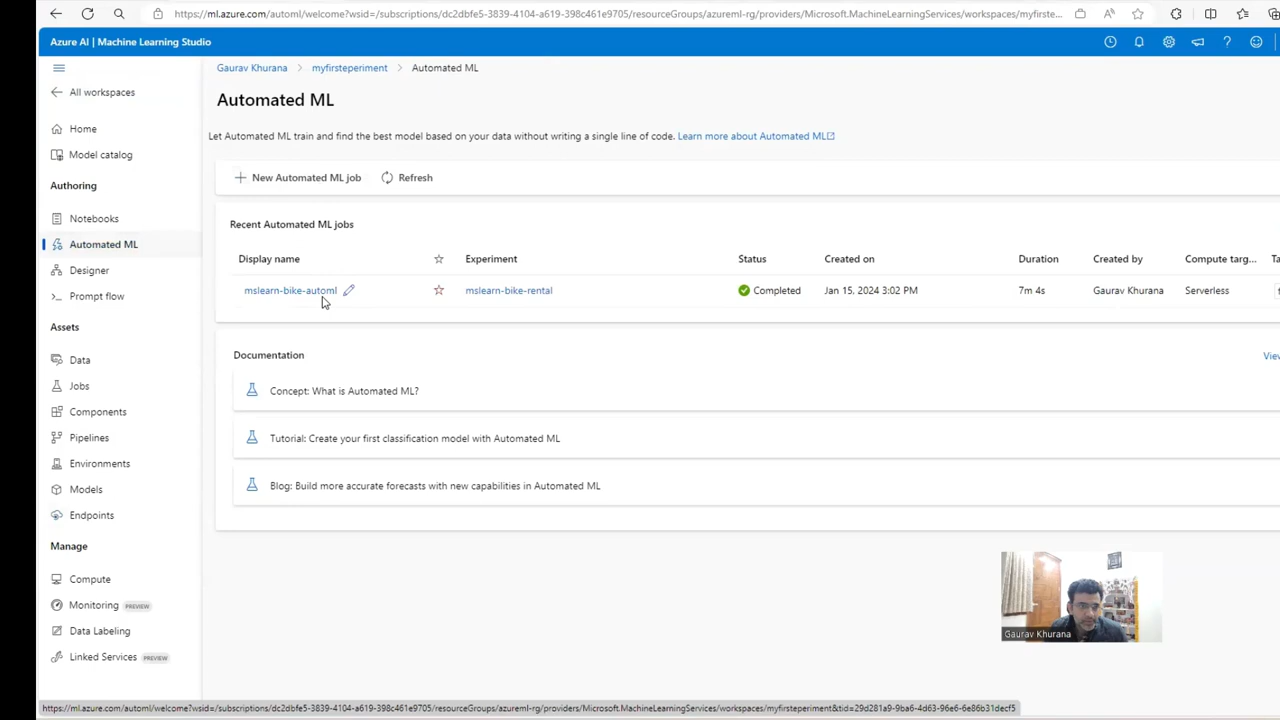 https://ml.azure.com/automl/welcome?wsid=/subscriptions/dc2dbfe5-3839-4104-a619-398c461e9705/resourceGroups/azureml-rg/providers/Microsoft.MachineLearningServices/workspaces/myfirste...
Azure AI | Machine Learning Studio
Gaurav Khurana > myfirsteperiment > Automated ML
All workspaces
Home
Model catalog
Authoring
Notebooks
Automated ML
Designer
Prompt flow
Assets
Data
Jobs
Components
Pipelines
Environments
Models
Endpoints
Manage
Compute
Monitoring PREVIEW
Data Labeling
Linked Services PREVIEW
Automated ML
Let Automated ML train and find the best model based on your data without writing a single line of code. Learn more about Automated ML
New Automated ML job Refresh
Recent Automated ML jobs
Display name Experiment Status Created on Duration Created by Compute targ... Ta
mslearn-bike-automl mslearn-bike-rental Completed Jan 15, 2024 3:02 PM 7m 4s Gaurav Khurana Serverless
Documentation Viev
Concept: What is Automated ML?
Tutorial: Create your first classification model with Automated ML
Blog: Build more accurate forecasts with new capabilities in Automated ML
Gaurav Khurana
https://ml.azure.com/automl/welcome?wsid=/subscriptions/dc2dbfe5-3839-4104-a619-398c461e9705/resourceGroups/azureml-rg/providers/Microsoft.MachineLearningServices/workspaces/myfirsteperiment&tid=29d281a9-9ba6-4d63-96e6-6e86b31decf5